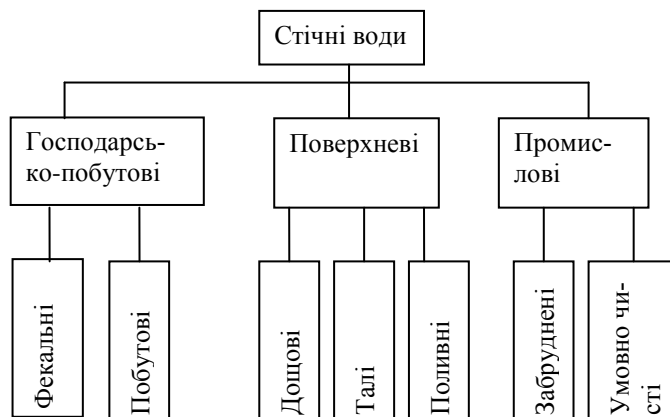 Стічні води
Господарсь-
ко-побутові
Поверхневі
Промис-
лові
Фекальні
Побутові
Дощові
Талі
Поливні
Забруднені
Умовно чи-
сті